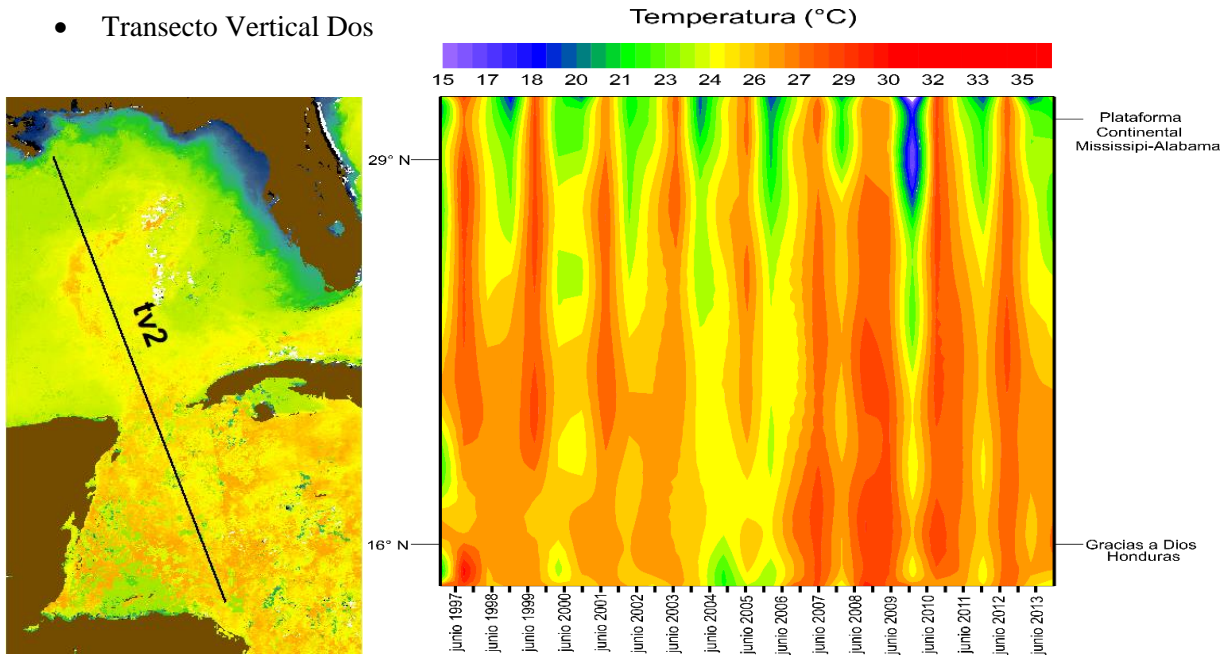 • Transecto Vertical Dos
Temperatura (°C)
15 17 18 20 21 23 24 26 27 29 30 32 33 35
tv2
29° N
16° N
Plataforma
Continental
Mississipi-Alabama
Gracias a Dios
Honduras
junio 1997
junio 1998
junio 1999
junio 2000
junio 2001
junio 2002
junio 2003
junio 2004
junio 2005
junio 2006
junio 2007
junio 2008
junio 2009
junio 2010
junio 2011
junio 2012
junio 2013